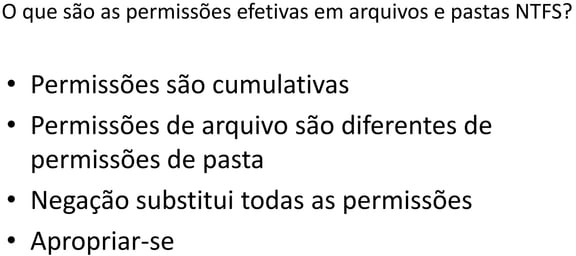 O que são as permissões efetivas em arquivos e pastas NTFS?
• Permissões são cumulativas
• Permissões de arquivo são diferentes de
permissões de pasta
• Negação substitui todas as permissões
• Apropriar-se